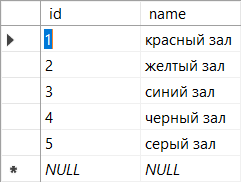 id name
1 красный зал
2 желтый зал
3 синий зал
4 черный зал
5 серый зал
NULL NULL